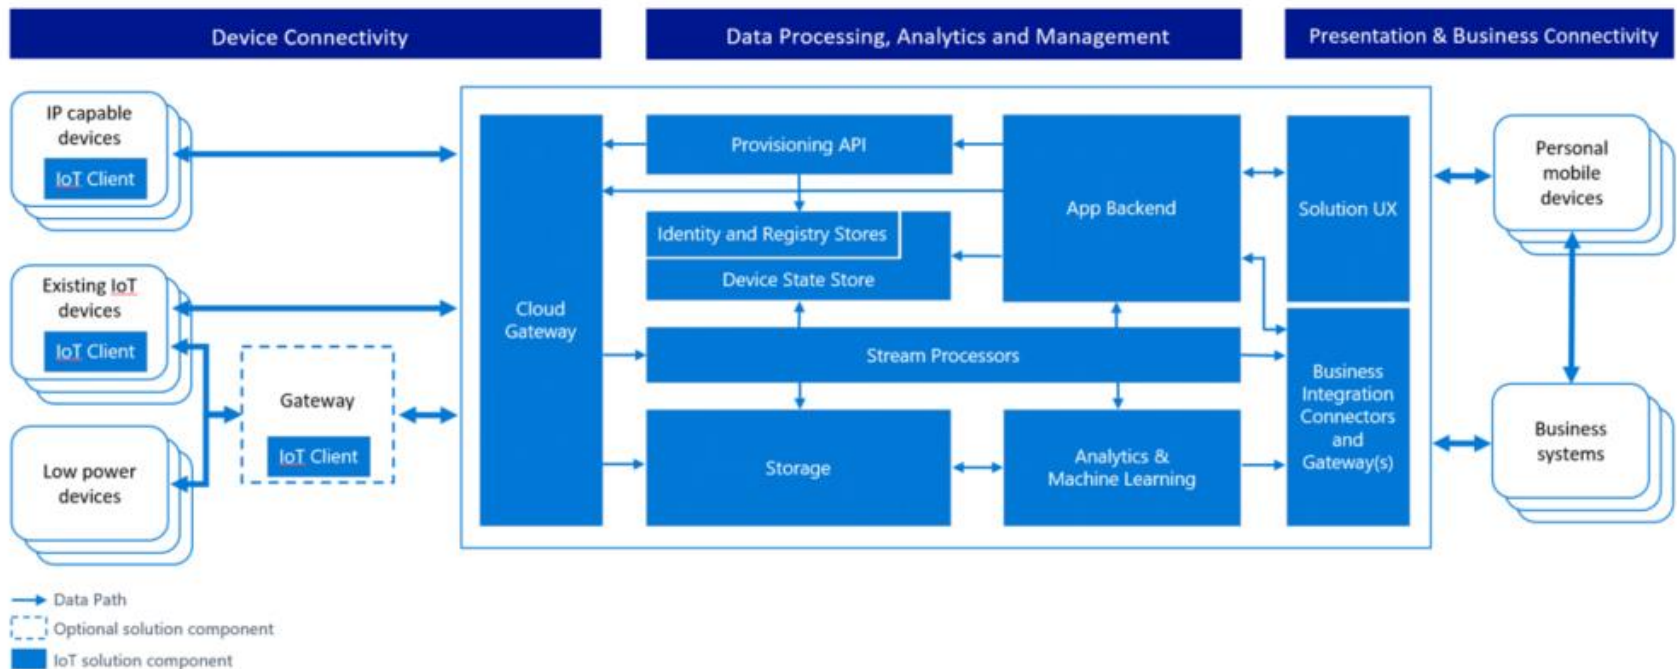 Device Connectivity
Data Processing, Analytics and Management
Presentation & Business Connectivity
IP capable
devices
IoT Client
Existing IoT
devices
IoT Client
Low power
devices
Gateway
IoT Client
Cloud
Gateway
Provisioning API
Identity and Registry Stores
Device State Store
App Backend
Stream Processors
Storage
Analytics &
Machine Learning
Solution UX
Business
Integration
Connectors
and
Gateway(s)
Personal
mobile
devices
Business
systems
Data Path
Optional solution component
IoT solution component